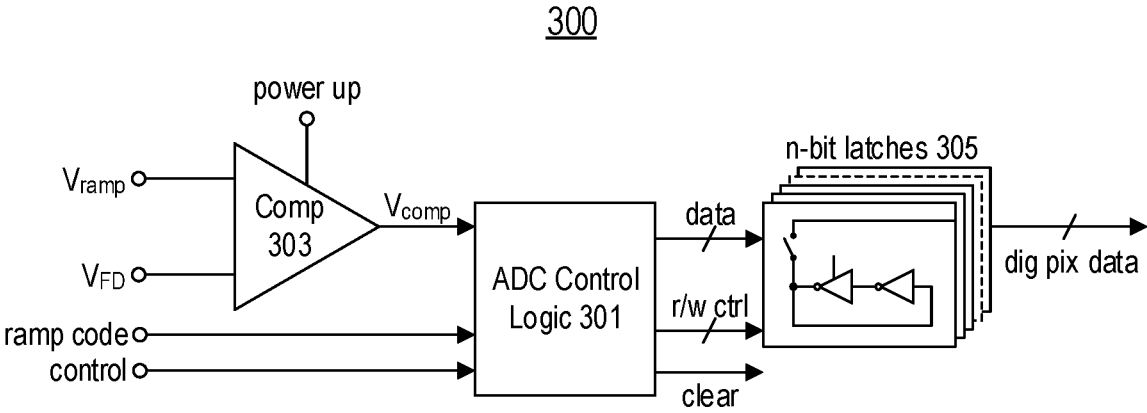 300
power up
n-bit latches 305
Vramp
Comp
303
Vcomp
data
VFD
ADC Control
Logic 301
dig pix data
ramp code
r/w ctrl
control
clear